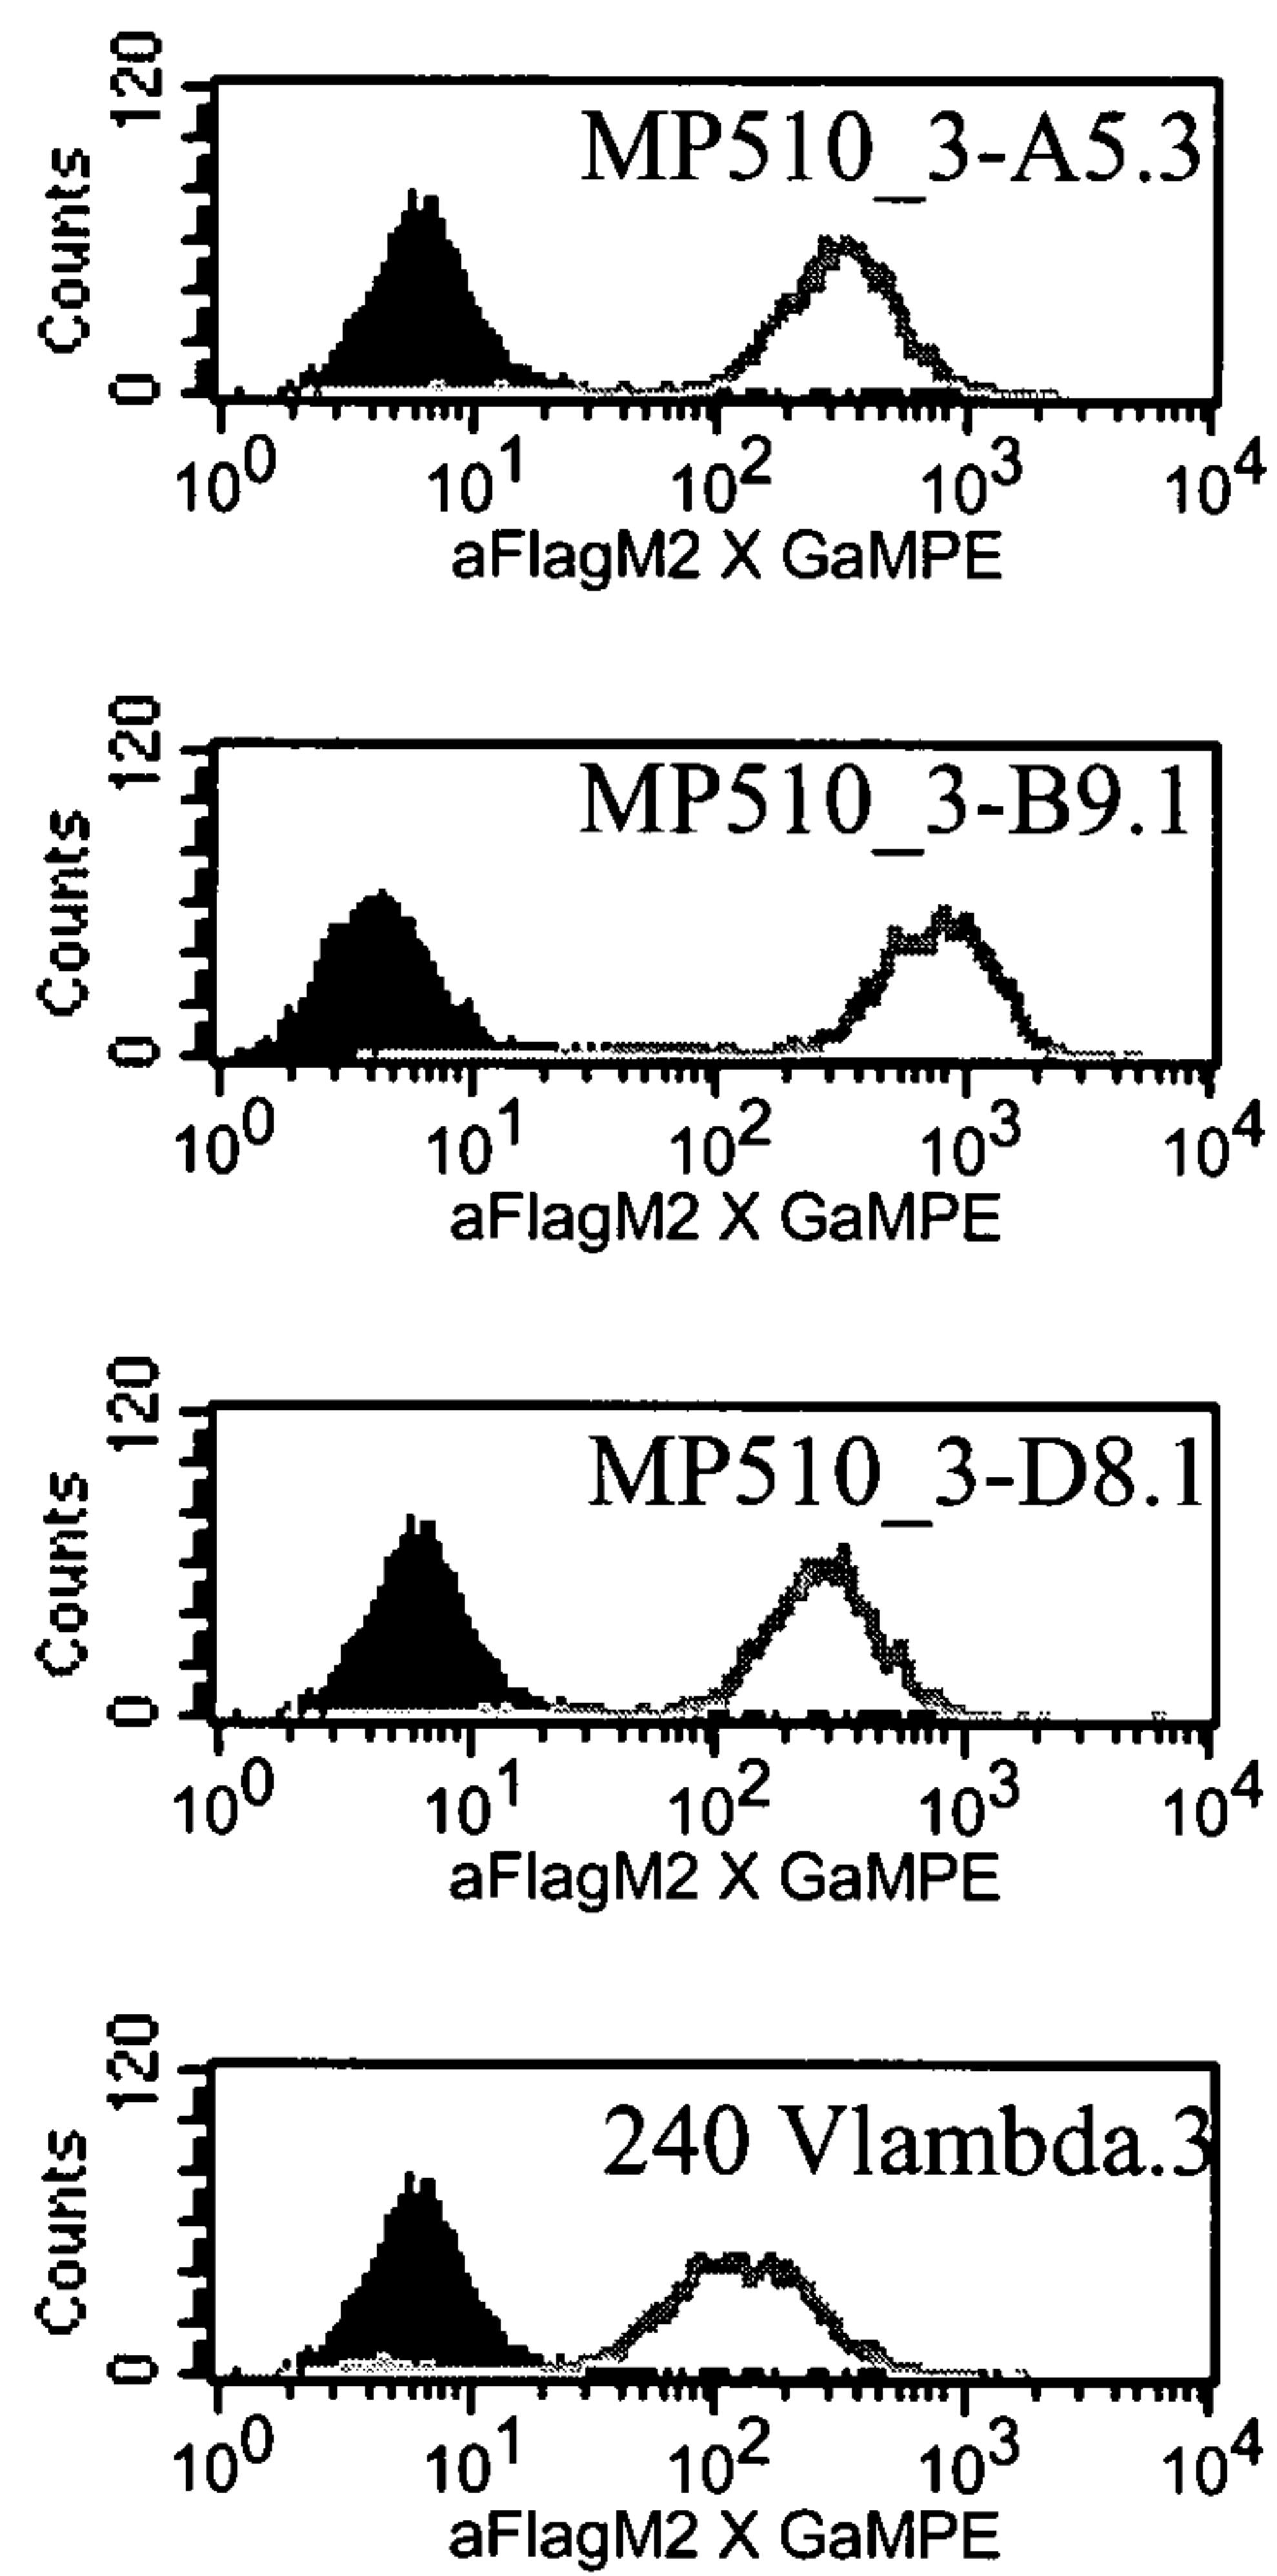 120
MP510_3-A5.3
Counts
0
10^0 10^1 10^2 10^3 10^4
aFlagM2 X GaMPE
120
MP510_3-B9.1
Counts
0
10^0 10^1 10^2 10^3 10^4
aFlagM2 X GaMPE
120
MP510_3-D8.1
Counts
0
10^0 10^1 10^2 10^3 10^4
aFlagM2 X GaMPE
120
240 Vlambda.3
Counts
0
10^0 10^1 10^2 10^3 10^4
aFlagM2 X GaMPE